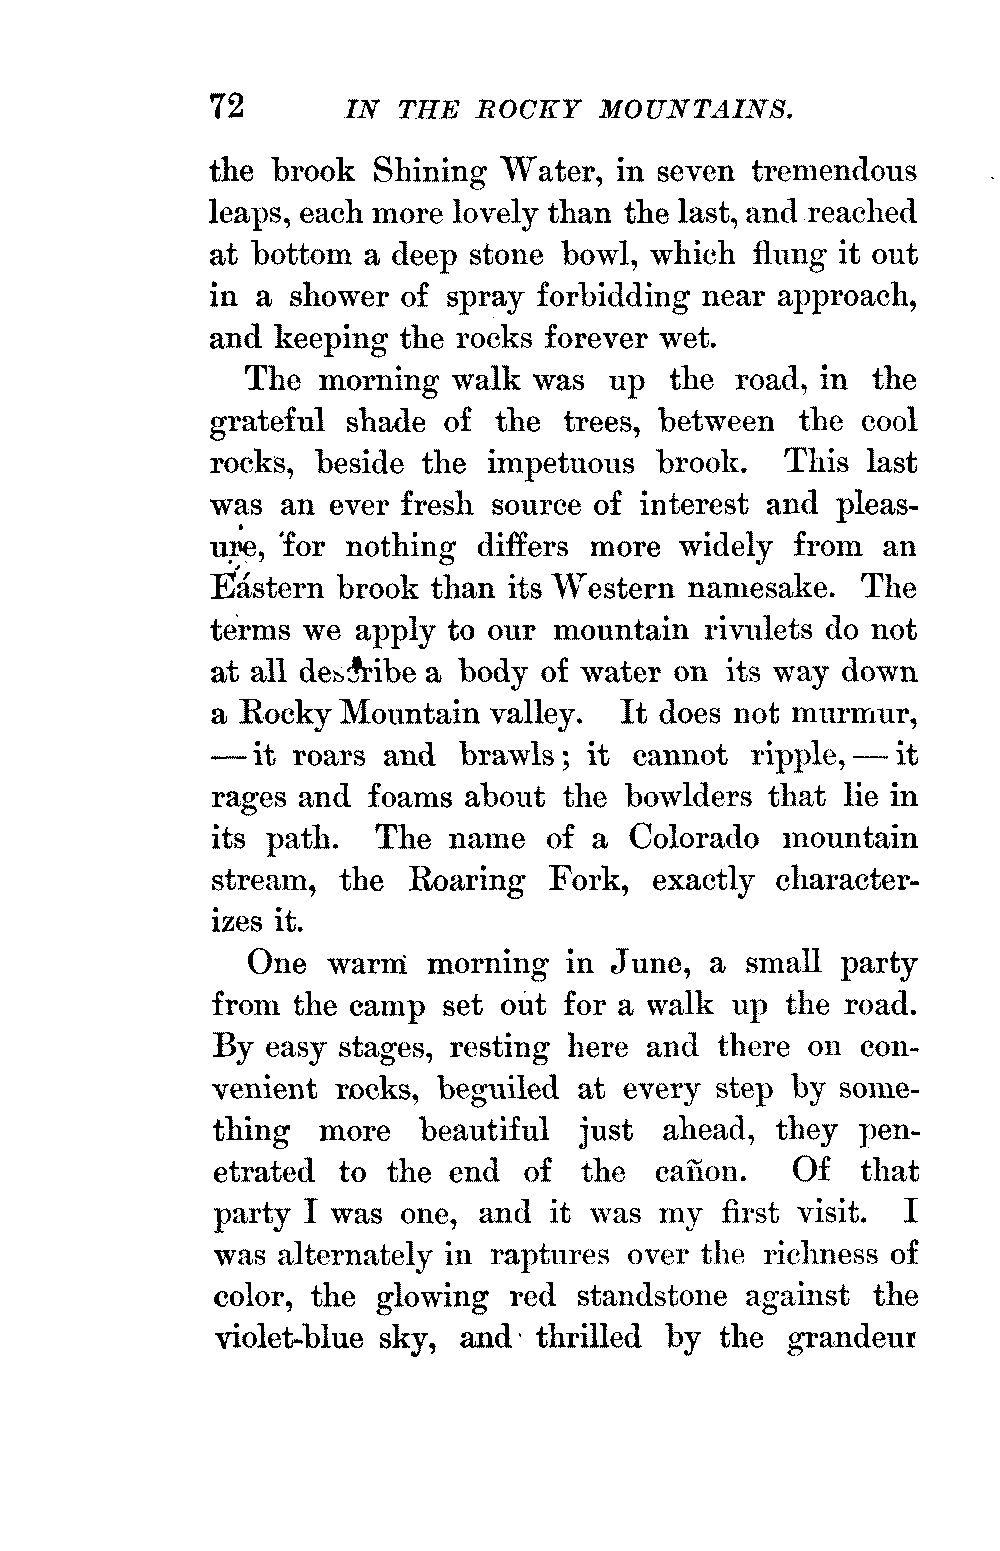 72 IN THE ROCKY MOUNTAINS.
the brook Shining Water, in seven tremendous
leaps, each more lovely than the last, and reached
at bottom a deep stone bowl, which flung it out
in a shower of spray forbidding near approach,
and keeping the rocks forever wet.
The morning walk was up the road, in the
grateful shade of the trees, between the cool
rocks, beside the impetuous brook. This last
was an ever fresh source of interest and pleas-
ure, for nothing differs more widely from an
Eastern brook than its Western namesake. The
terms we apply to our mountain rivulets do not
at all describe a body of water on its way down
a Rocky Mountain valley. It does not murmur,
— it roars and brawls; it cannot ripple, — it
rages and foams about the bowlders that lie in
its path. The name of a Colorado mountain
stream, the Roaring Fork, exactly character-
izes it.
One warm morning in June, a small party
from the camp set out for a walk up the road.
By easy stages, resting here and there on con-
venient rocks, beguiled at every step by some-
thing more beautiful just ahead, they pen-
etrated to the end of the cañon. Of that
party I was one, and it was my first visit. I
was alternately in raptures over the richness of
color, the glowing red standstone against the
violet-blue sky, and thrilled by the grandeur